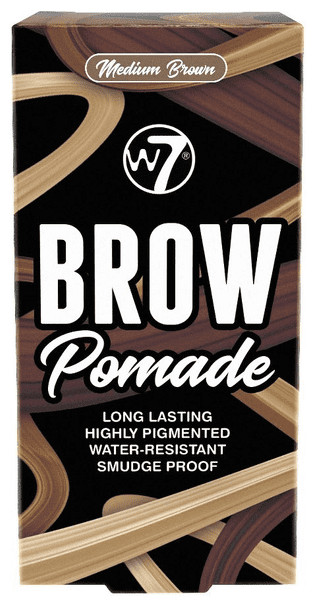 Medium Brown
W7®
BROW
Pomade
LONG LASTING
HIGHLY PIGMENTED
WATER-RESISTANT
SMUDGE PROOF